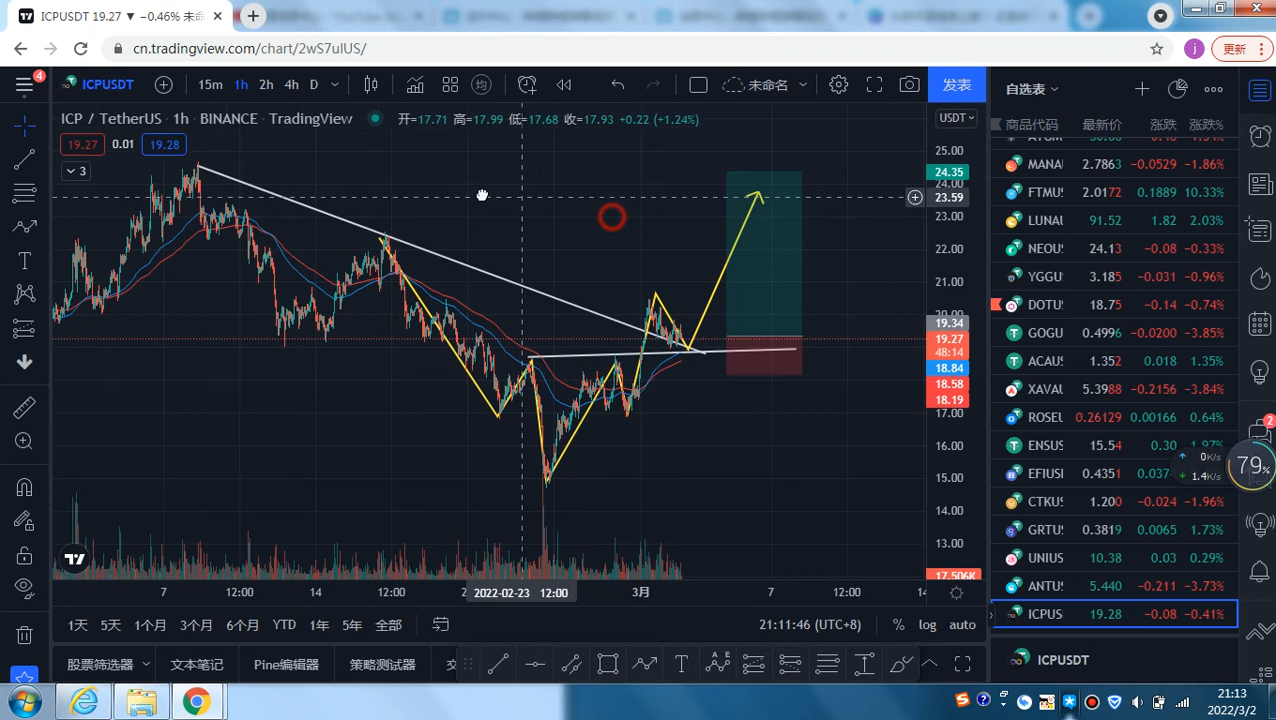 ICPUSDT 19.27 ▼ −0.46% 未命
cn.tradingview.com/chart/2wS7uIUS/
j
更新
4
ICPUSDT
15m 1h 2h 4h D
均
未命名
发表
自选表
ICP / TetherUS · 1h · BINANCE · TradingView
开=17.71 高=17.99 低=17.68 收=17.93 +0.22 (+1.24%)
USDT
商品代码 最新价 涨跌 涨跌%
19.27 0.01 19.28
3
25.00
24.35
24.00
23.59
23.00
22.00
21.00
20.00
19.34
19.27
48:14
18.84
18.58
18.19
17.00
16.00
15.00
14.00
13.00
17.506K
MANA 2.7863 −0.0529 −1.86%
FTMUS 2.0172 0.1889 10.33%
LUNAU 91.52 1.82 2.03%
NEOU 24.13 −0.08 −0.33%
YGGU 3.185 −0.031 −0.96%
DOTU 18.75 −0.14 −0.74%
GOGU 0.4996 −0.0200 −3.85%
ACAU 1.352 0.018 1.35%
XAVAU 5.3988 −0.2156 −3.84%
ROSEU 0.26129 0.00166 0.64%
ENSUS 15.54 0.30 1.97%
EFIUS 0.4351
CTKU 1.200 −0.024 −1.96%
GRTU 0.3819 0.0065 1.73%
UNIUS 10.38 0.03 0.29%
ANTU 5.440 −0.211 −3.73%
ICPUS 19.28 −0.08 −0.41%
2
0K/s
1.4K/s
79%
7 12:00 14 12:00 2022-02-23 12:00 3月 7 12:00 14
1天 5天 1个月 3个月 6个月 YTD 1年 5年 全部
21:11:46 (UTC+8) % log auto
股票筛选器 文本笔记 Pine编辑器 策略测试器 交
ICPUSDT
21:13
2022/3/2